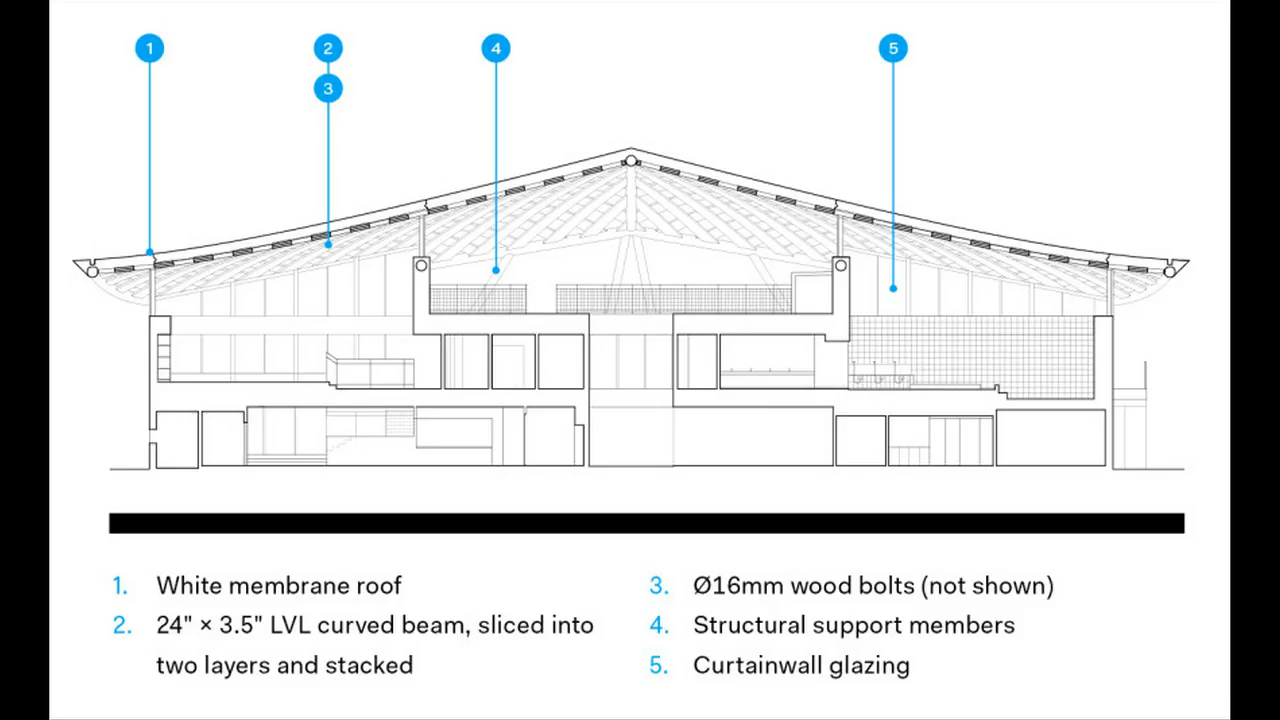 1 2 4 5
3
1. White membrane roof
2. 24" × 3.5" LVL curved beam, sliced into
two layers and stacked
3. Ø16mm wood bolts (not shown)
4. Structural support members
5. Curtainwall glazing